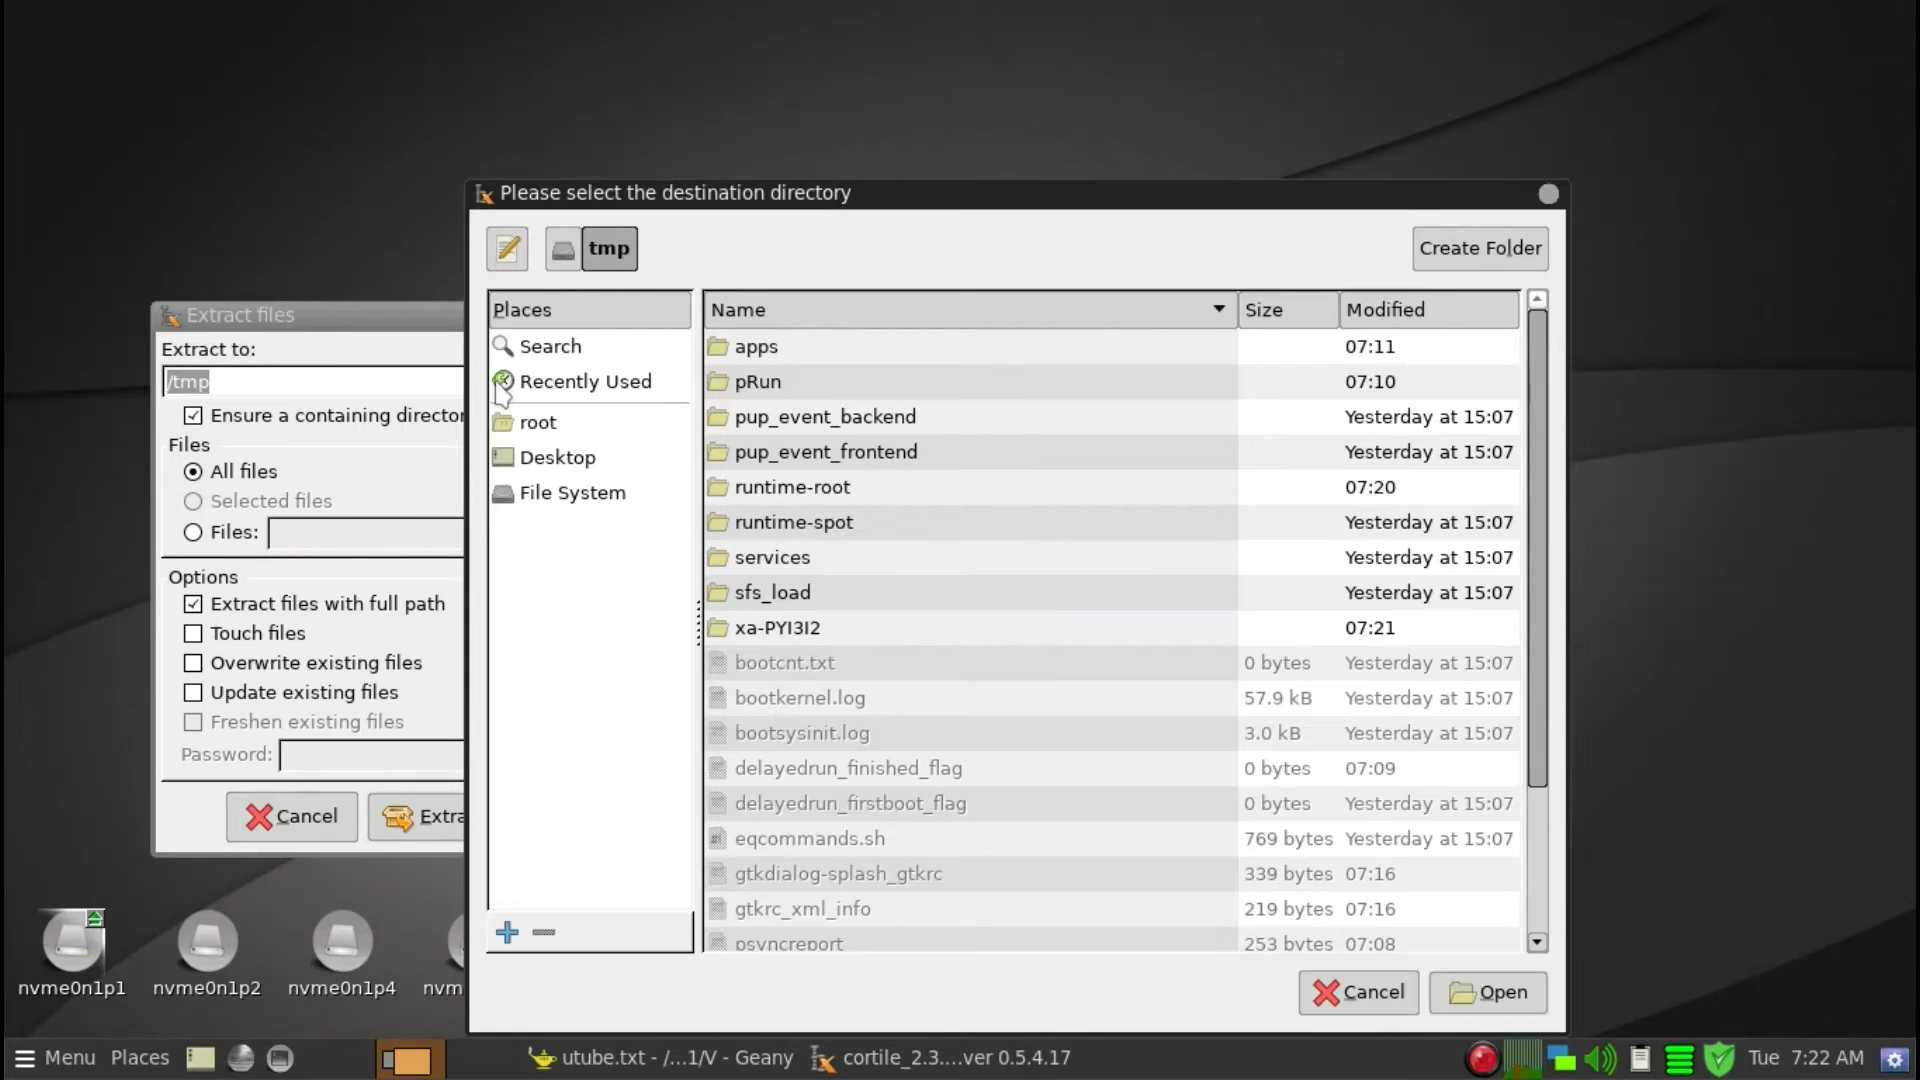 Please select the destination directory
tmp
Create Folder
Places
Search
Recently Used
root
Desktop
File System
Name Size Modified
apps 07:11
pRun 07:10
pup_event_backend Yesterday at 15:07
pup_event_frontend Yesterday at 15:07
runtime-root 07:20
runtime-spot Yesterday at 15:07
services Yesterday at 15:07
sfs_load Yesterday at 15:07
xa-PYI3I2 07:21
bootcnt.txt 0 bytes Yesterday at 15:07
bootkernel.log 57.9 kB Yesterday at 15:07
bootsysinit.log 3.0 kB Yesterday at 15:07
delayedrun_finished_flag 0 bytes 07:09
delayedrun_firstboot_flag 0 bytes Yesterday at 15:07
eqcommands.sh 769 bytes Yesterday at 15:07
gtkdialog-splash_gtkrc 339 bytes 07:16
gtkrc_xml_info 219 bytes 07:16
psyncreport 253 bytes 07:08
Cancel Open
Extract files
Extract to:
/tmp
Ensure a containing director
Files
All files
Selected files
Files:
Options
Extract files with full path
Touch files
Overwrite existing files
Update existing files
Freshen existing files
Password:
Cancel Extra
nvme0n1p1 nvme0n1p2 nvme0n1p4 nvm
Menu Places utube.txt - /...1/V - Geany cortile_2.3....ver 0.5.4.17 Tue 7:22 AM